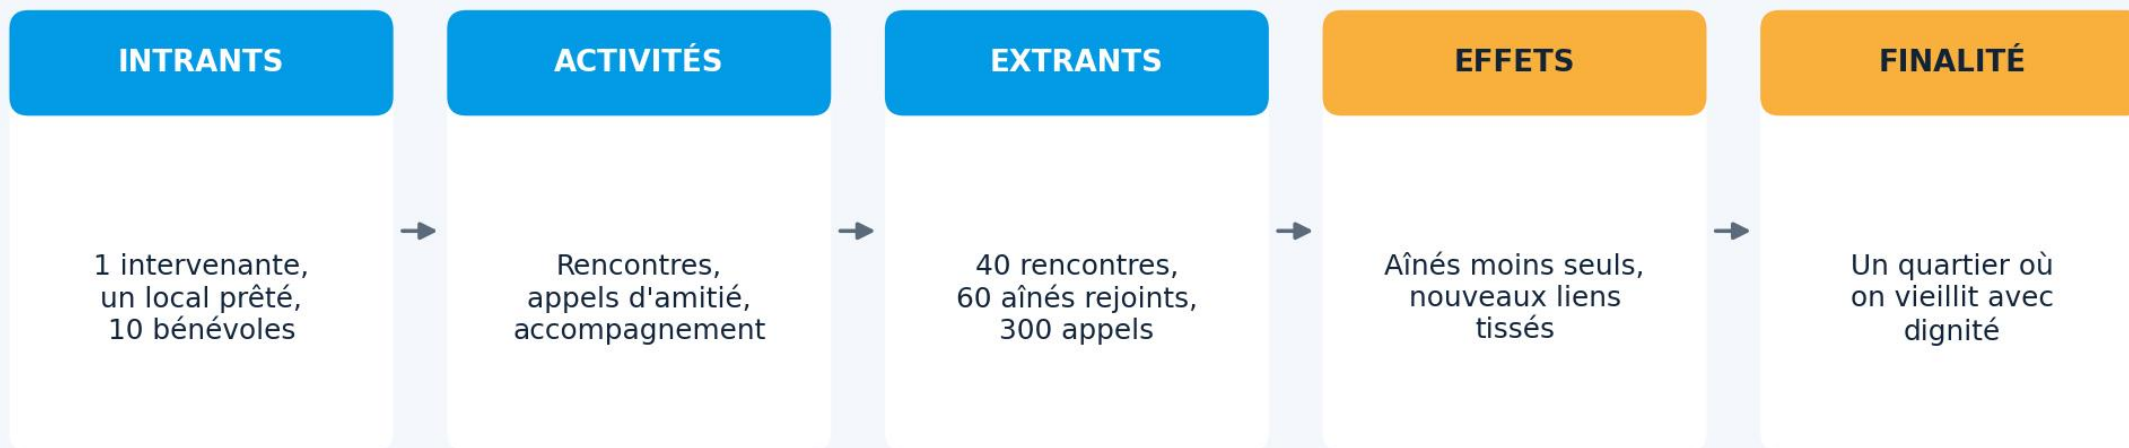 INTRANTS
1 intervenante,
un local prêté,
10 bénévoles
ACTIVITÉS
Rencontres,
appels d'amitié,
accompagnement
EXTRANTS
40 rencontres,
60 aînés rejoints,
300 appels
EFFETS
Aînés moins seuls,
nouveaux liens
tissés
FINALITÉ
Un quartier où
on vieillit avec
dignité